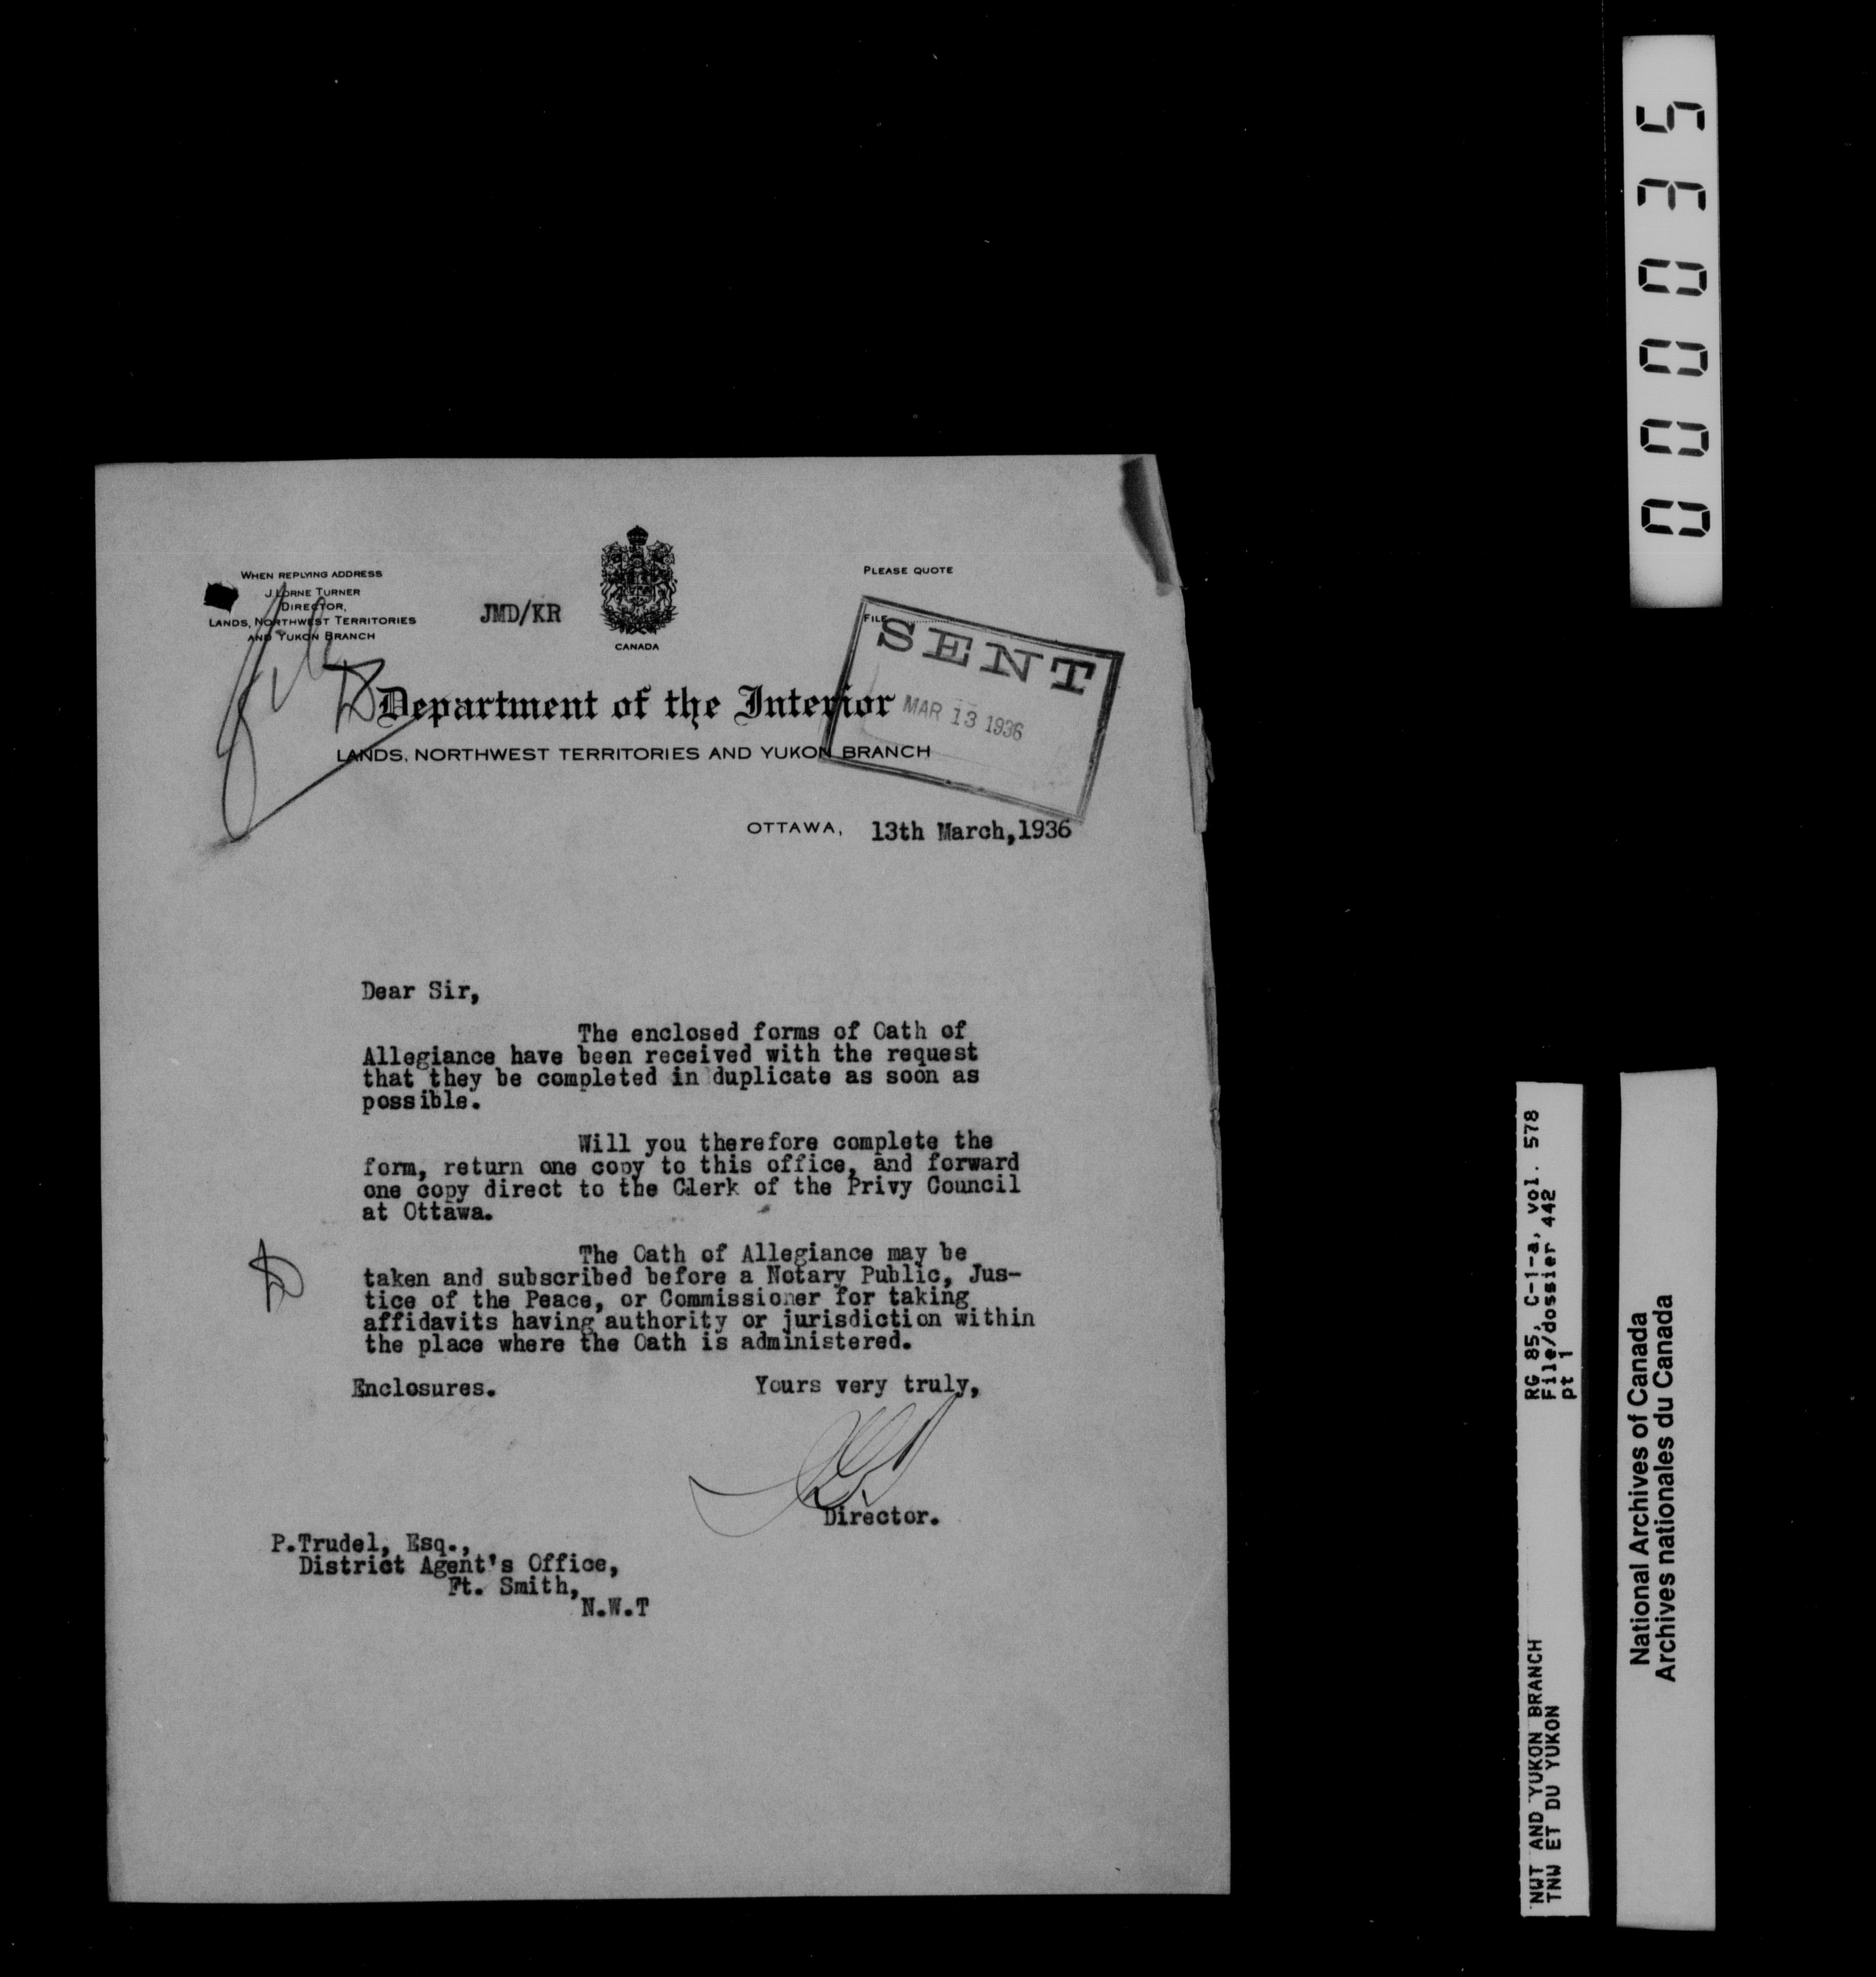 WHEN REPLYING ADDRESS
J. LORNE TURNER
DIRECTOR,
LANDS, NORTHWEST TERRITORIES
AND YUKON BRANCH
JMD/KR
CANADA
PLEASE QUOTE
FILE
SENT
MAR 13 1936
File
Department of the Interior
LANDS, NORTHWEST TERRITORIES AND YUKON BRANCH
OTTAWA, 13th March,1936
Dear Sir,
The enclosed forms of Oath of
Allegiance have been received with the request
that they be completed in duplicate as soon as
possible.
Will you therefore complete the
form, return one copy to this office, and forward
one copy direct to the Clerk of the Privy Council
at Ottawa.
The Oath of Allegiance may be
taken and subscribed before a Notary Public, Jus-
tice of the Peace, or Commissioner for taking
affidavits having authority or jurisdiction within
the place where the Oath is administered.
Enclosures. Yours very truly,
Director.
P.Trudel, Esq.,
District Agent's Office,
Ft. Smith,
N.W.T
000035
RG 85, C-1-a, vol. 578
File/dossier 442
pt 1
NWT AND YUKON BRANCH
TNW ET DU YUKON
National Archives of Canada
Archives nationales du Canada